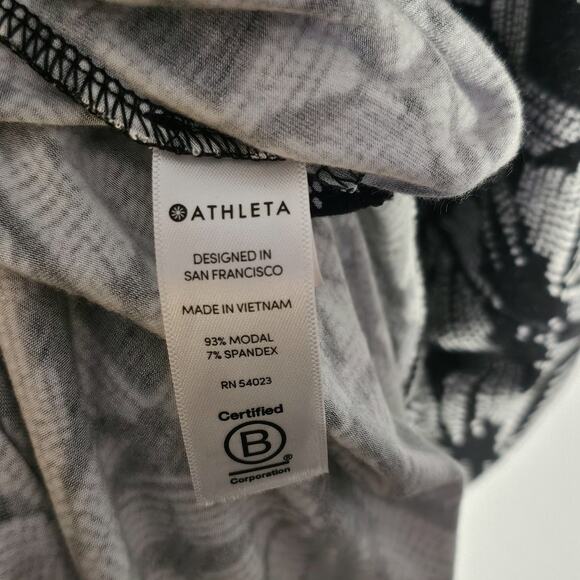 ATHLETA
DESIGNED IN
SAN FRANCISCO
MADE IN VIETNAM
93% MODAL
7% SPANDEX
RN 54023
Certified
B
®
Corporation